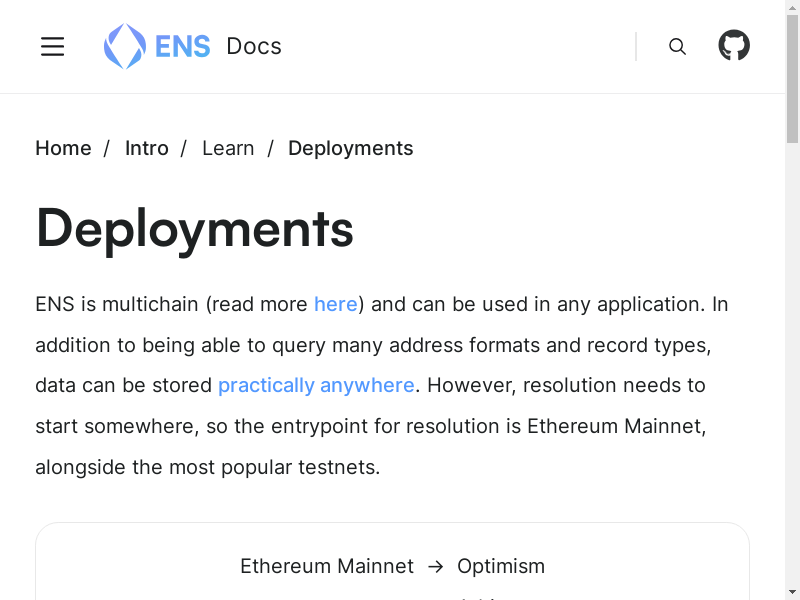 ENS Docs
Home / Intro / Learn / Deployments
Deployments
ENS is multichain (read more here) and can be used in any application. In
addition to being able to query many address formats and record types,
data can be stored practically anywhere. However, resolution needs to
start somewhere, so the entrypoint for resolution is Ethereum Mainnet,
alongside the most popular testnets.
Ethereum Mainnet → Optimism